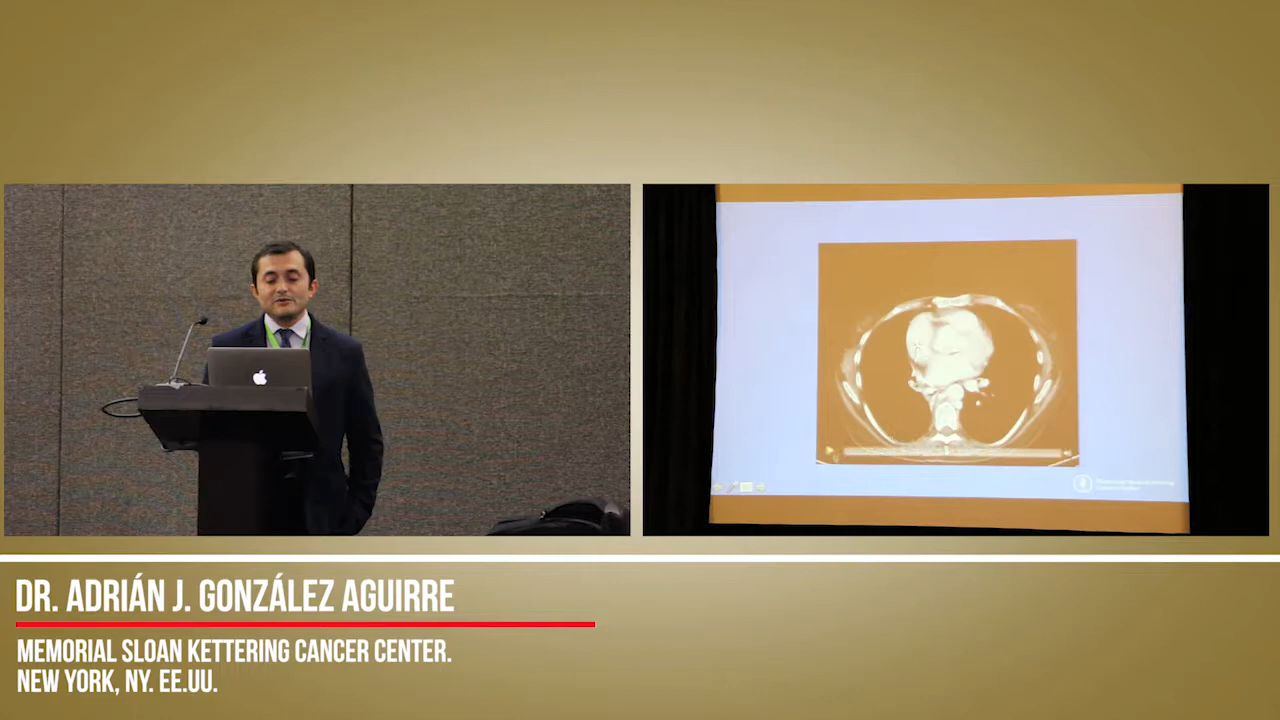 DR. ADRIÁN J. GONZÁLEZ AGUIRRE
MEMORIAL SLOAN KETTERING CANCER CENTER.
NEW YORK, NY. EE.UU.